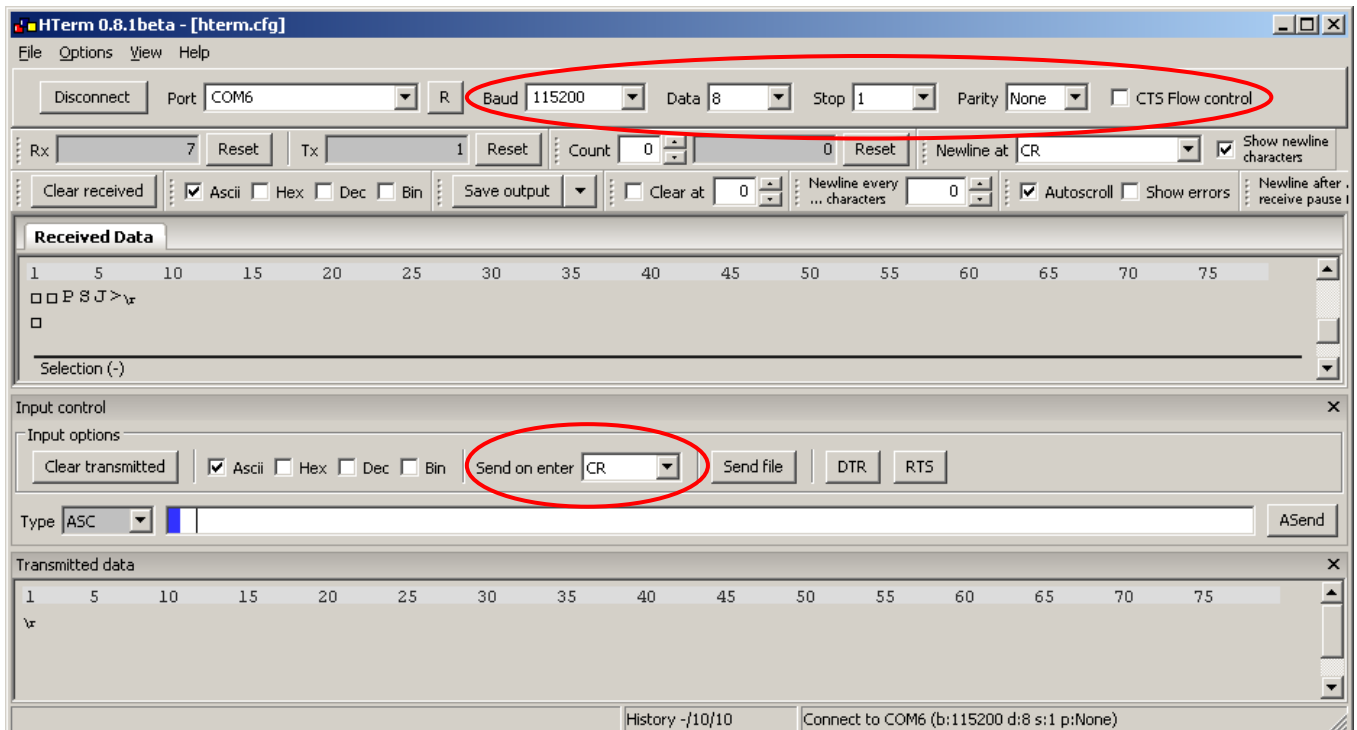 HTerm 0.8.1beta - [hterm.cfg]
File Options View Help
Disconnect Port COM6 R Baud 115200 Data 8 Stop 1 Parity None CTS Flow control
Rx 7 Reset Tx 1 Reset Count 0 0 Reset Newline at CR Show newline characters
Clear received Ascii Hex Dec Bin Save output Clear at 0 Newline every ... characters 0 Autoscroll Show errors Newline after . receive pause
Received Data
1 5 10 15 20 25 30 35 40 45 50 55 60 65 70 75
□□PSJ>\r
□
Selection (-)
Input control
Input options
Clear transmitted Ascii Hex Dec Bin Send on enter CR Send file DTR RTS
Type ASC ASend
Transmitted data
1 5 10 15 20 25 30 35 40 45 50 55 60 65 70 75
\r
History -/10/10 Connect to COM6 (b:115200 d:8 s:1 p:None)